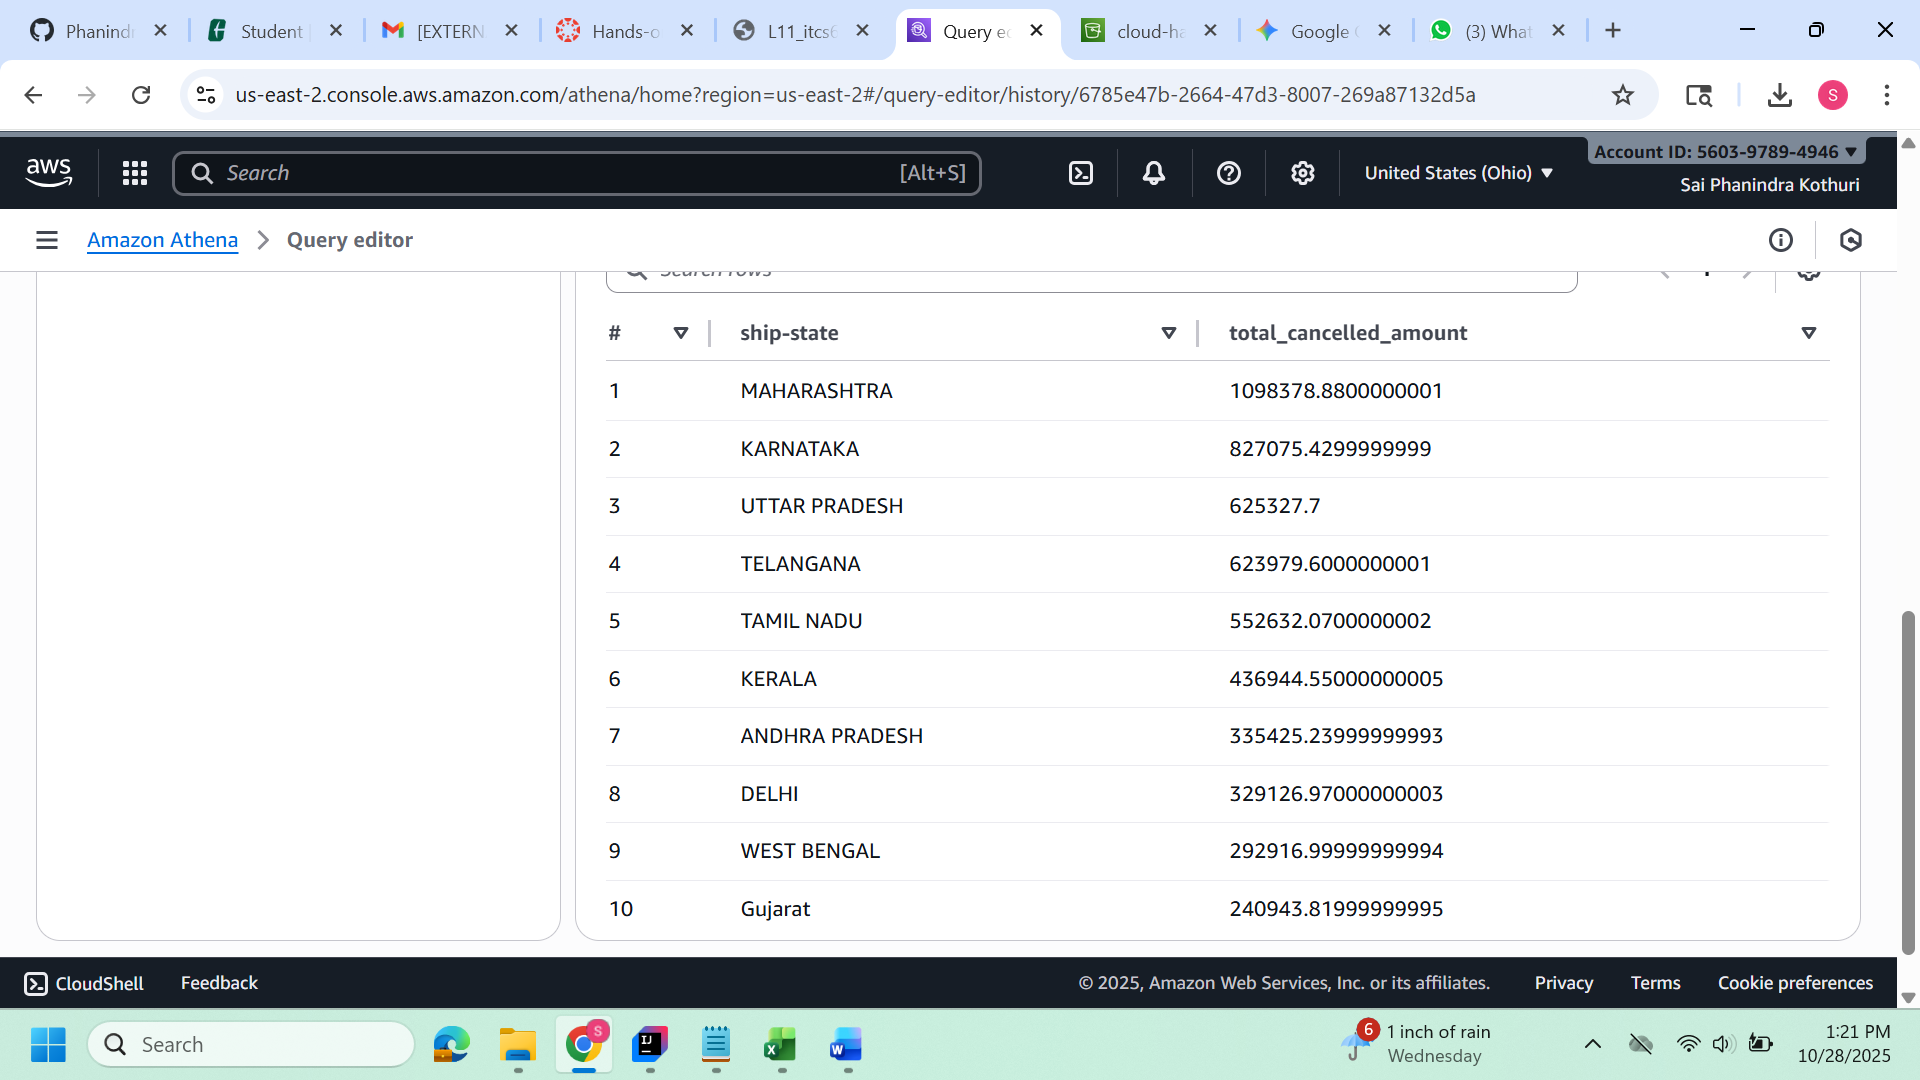 Phanindr
Student
[EXTERN
Hands-o
L11_itcs6
Query ed
cloud-ha
Google
(3) What
us-east-2.console.aws.amazon.com/athena/home?region=us-east-2#/query-editor/history/6785e47b-2664-47d3-8007-269a87132d5a
S
aws
Search
[Alt+S]
United States (Ohio)
Account ID: 5603-9789-4946
Sai Phanindra Kothuri
Amazon Athena
Query editor
Search rows
1
# ship-state total_cancelled_amount
1 MAHARASHTRA 1098378.8800000001
2 KARNATAKA 827075.4299999999
3 UTTAR PRADESH 625327.7
4 TELANGANA 623979.6000000001
5 TAMIL NADU 552632.0700000002
6 KERALA 436944.55000000005
7 ANDHRA PRADESH 335425.23999999993
8 DELHI 329126.97000000003
9 WEST BENGAL 292916.99999999994
10 Gujarat 240943.81999999995
CloudShell
Feedback
© 2025, Amazon Web Services, Inc. or its affiliates.
Privacy
Terms
Cookie preferences
Search
S
IJ
X
W
6
1 inch of rain
Wednesday
1:21 PM
10/28/2025